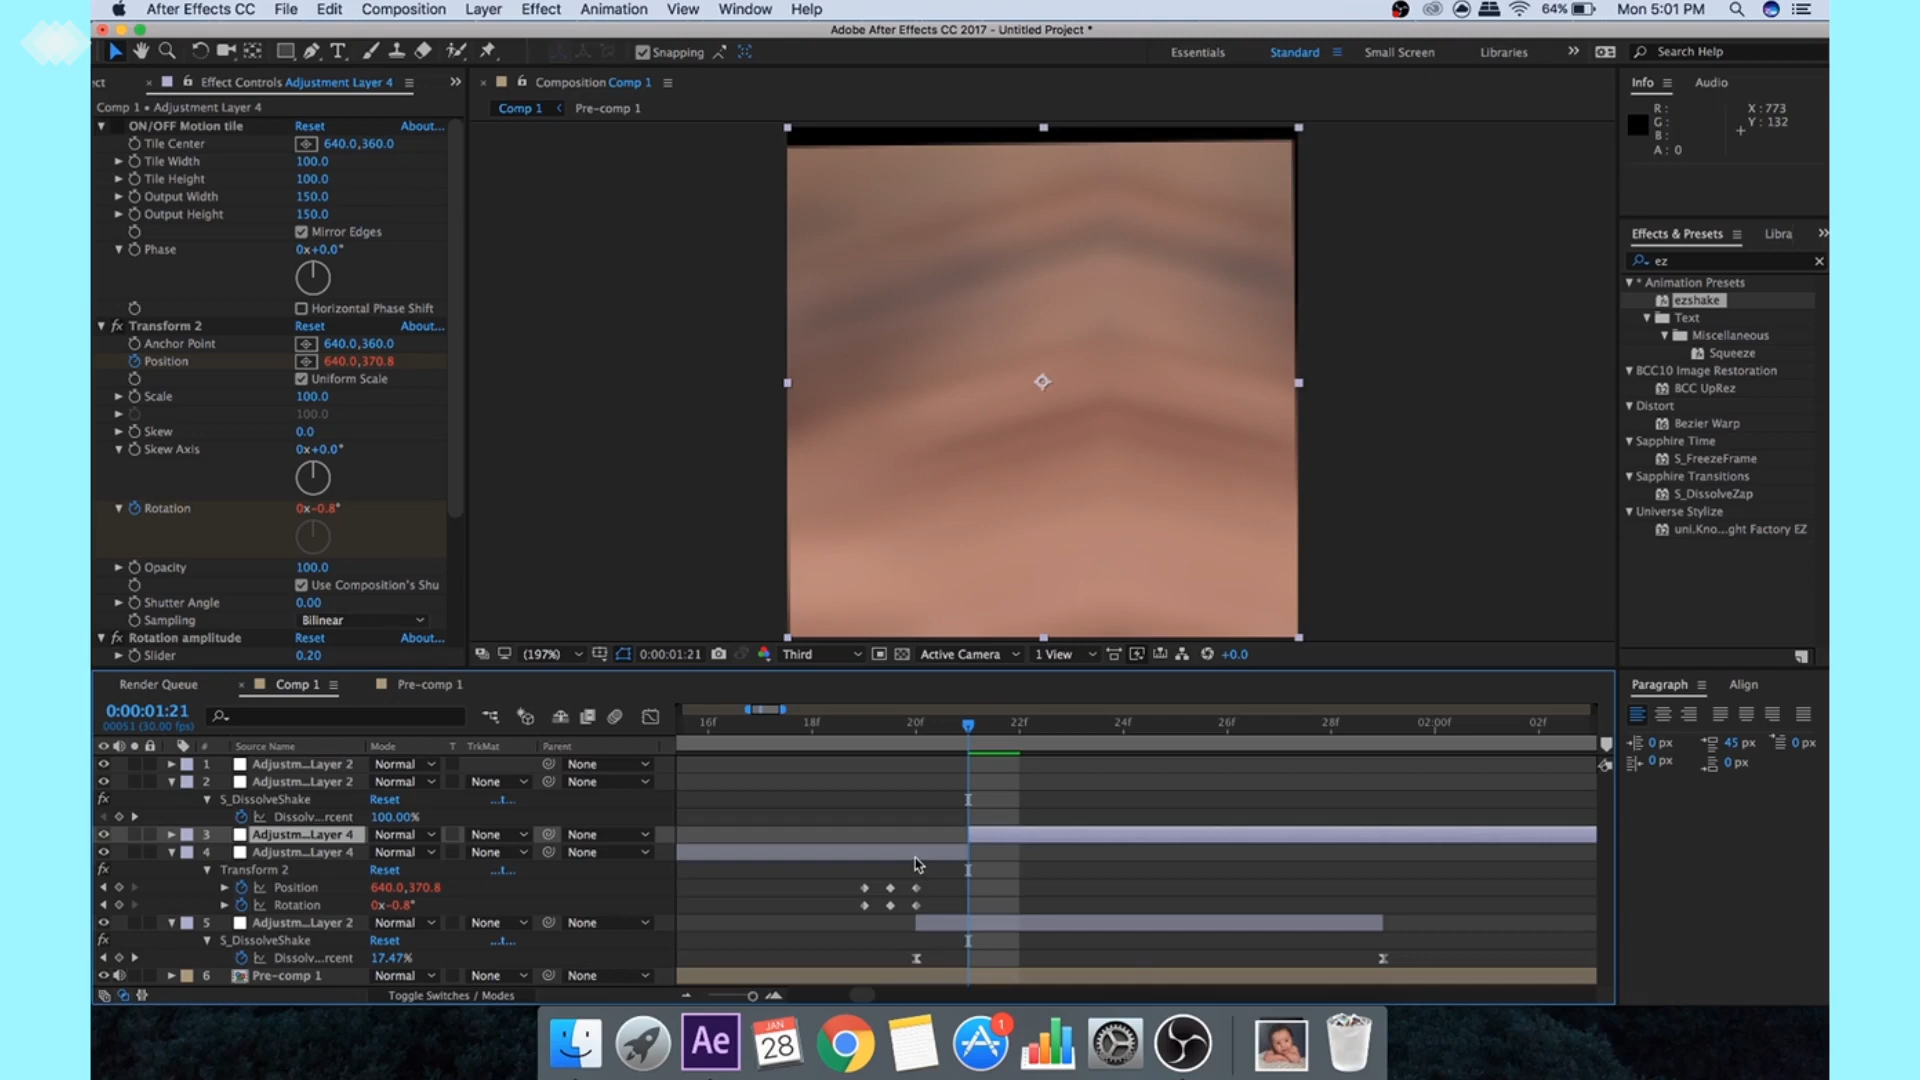 After Effects CC File Edit Composition Layer Effect Animation View Window Help 64% Mon 5:01 PM
Adobe After Effects CC 2017 - Untitled Project *
Snapping Essentials Standard Small Screen Libraries Search Help
ect Effect Controls Adjustment Layer 4 Composition Comp 1 Info Audio
Comp 1 • Adjustment Layer 4 Comp 1 Pre-comp 1
R: X: 773
G: Y: 132
B:
A: 0
ON/OFF Motion tile Reset About...
Tile Center 640.0,360.0
Tile Width 100.0
Tile Height 100.0
Output Width 150.0
Output Height 150.0
Mirror Edges
Phase 0x+0.0°
Horizontal Phase Shift
Transform 2 Reset About...
Anchor Point 640.0,360.0
Position 640.0,370.8
Uniform Scale
Scale 100.0
100.0
Skew 0.0
Skew Axis 0x+0.0°
Rotation 0x-0.8°
Opacity 100.0
Use Composition's Shu
Shutter Angle 0.00
Sampling Bilinear
Rotation amplitude Reset About...
Slider 0.20
Effects & Presets Libra
ez
* Animation Presets
ezshake
Text
Miscellaneous
Squeeze
BCC10 Image Restoration
BCC UpRez
Distort
Bezier Warp
Sapphire Time
S_FreezeFrame
Sapphire Transitions
S_DissolveZap
Universe Stylize
uni.Kno...ght Factory EZ
(197%) 0:00:01:21 Third Active Camera 1 View +0.0
Render Queue Comp 1 Pre-comp 1
0:00:01:21
00051 (30.00 fps)
16f 18f 20f 22f 24f 26f 28f 02:00f 02f
# Source Name Mode T TrkMat Parent
1 Adjustm...Layer 2 Normal None
2 Adjustm...Layer 2 Normal None None
S_DissolveShake Reset ...t...
Dissolv...rcent 100.00%
3 Adjustm...Layer 4 Normal None None
4 Adjustm...Layer 4 Normal None None
Transform 2 ...t...
Position 640.0,370.8
Rotation 0x-0.8°
5 Adjustm...Layer 2 Normal None None
S_DissolveShake Reset ...t...
Dissolv...rcent 17.47%
6 Pre-comp 1 Normal None None
Toggle Switches / Modes
Paragraph Align
0 px 45 px 0 px
0 px 0 px
Ae JAN 28 1